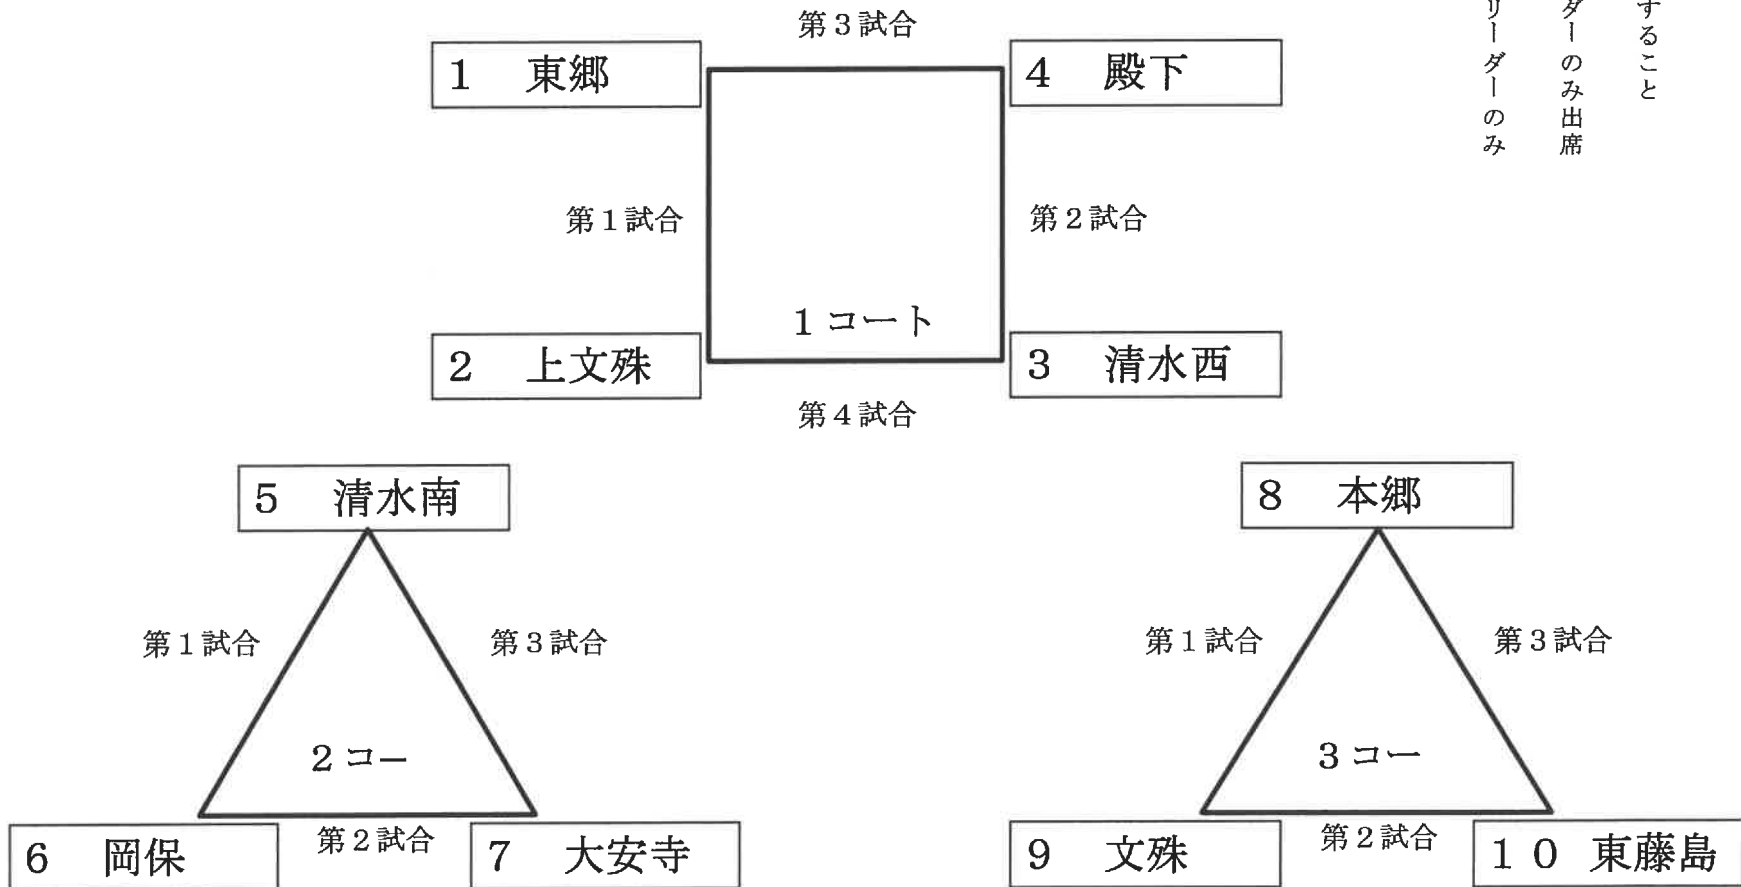 すること
ダーのみ出席
リーダーのみ
第3試合
1 東郷
4 殿下
第1試合
第2試合
1コート
2 上文殊
3 清水西
第4試合
5 清水南
8 本郷
第1試合
第3試合
第1試合
第3試合
2コー
3コー
6 岡保
第2試合
7 大安寺
9 文殊
第2試合
10 東藤島